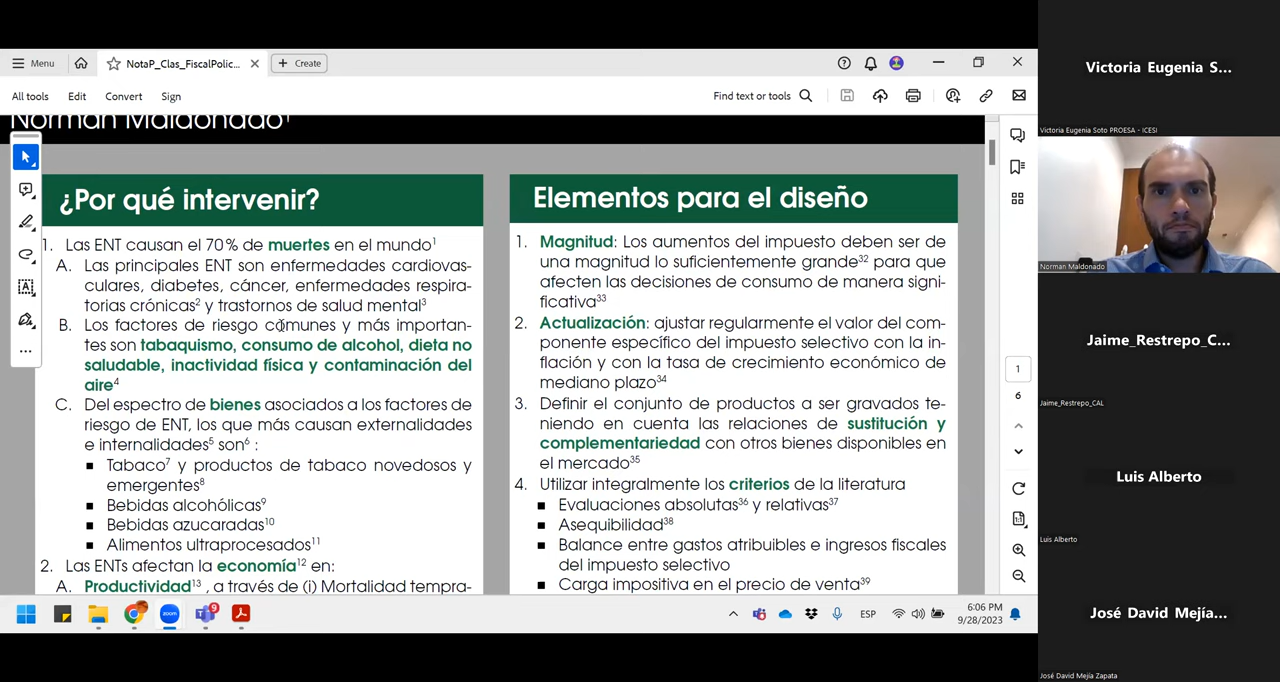 Menu
NotaP_Clas_FiscalPolic...
Create
All tools
Edit
Convert
Sign
Find text or tools
Norman Maldonado¹
¿Por qué intervenir?
1. Las ENT causan el 70% de muertes en el mundo¹
A. Las principales ENT son enfermedades cardiovas-
culares, diabetes, cáncer, enfermedades respira-
torias crónicas² y trastornos de salud mental³
B. Los factores de riesgo comunes y más importan-
tes son tabaquismo, consumo de alcohol, dieta no
saludable, inactividad física y contaminación del
aire⁴
C. Del espectro de bienes asociados a los factores de
riesgo de ENT, los que más causan externalidades
e internalidades⁵ son⁶ :
■ Tabaco⁷ y productos de tabaco novedosos y
emergentes⁸
■ Bebidas alcohólicas⁹
■ Bebidas azucaradas¹⁰
■ Alimentos ultraprocesados¹¹
2. Las ENTs afectan la economía¹² en:
A. Productividad¹³ , a través de (i) Mortalidad tempra-
Elementos para el diseño
1. Magnitud: Los aumentos del impuesto deben ser de
una magnitud lo suficientemente grande³² para que
afecten las decisiones de consumo de manera signi-
ficativa³³
2. Actualización: ajustar regularmente el valor del com-
ponente específico del impuesto selectivo con la in-
flación y con la tasa de crecimiento económico de
mediano plazo³⁴
3. Definir el conjunto de productos a ser gravados te-
niendo en cuenta las relaciones de sustitución y
complementariedad con otros bienes disponibles en
el mercado³⁵
4. Utilizar integralmente los criterios de la literatura
■ Evaluaciones absolutas³⁶ y relativas³⁷
■ Asequibilidad³⁸
■ Balance entre gastos atribuibles e ingresos fiscales
del impuesto selectivo
■ Carga impositiva en el precio de venta³⁹
1
6
zoom
9
ESP
6:06 PM
9/28/2023
Victoria Eugenia S...
Victoria Eugenia Soto PROESA - ICESI
Norman Maldonado
Jaime_Restrepo_C...
Jaime_Restrepo_CAL
Luis Alberto
Luis Alberto
José David Mejía...
José David Mejía Zapata